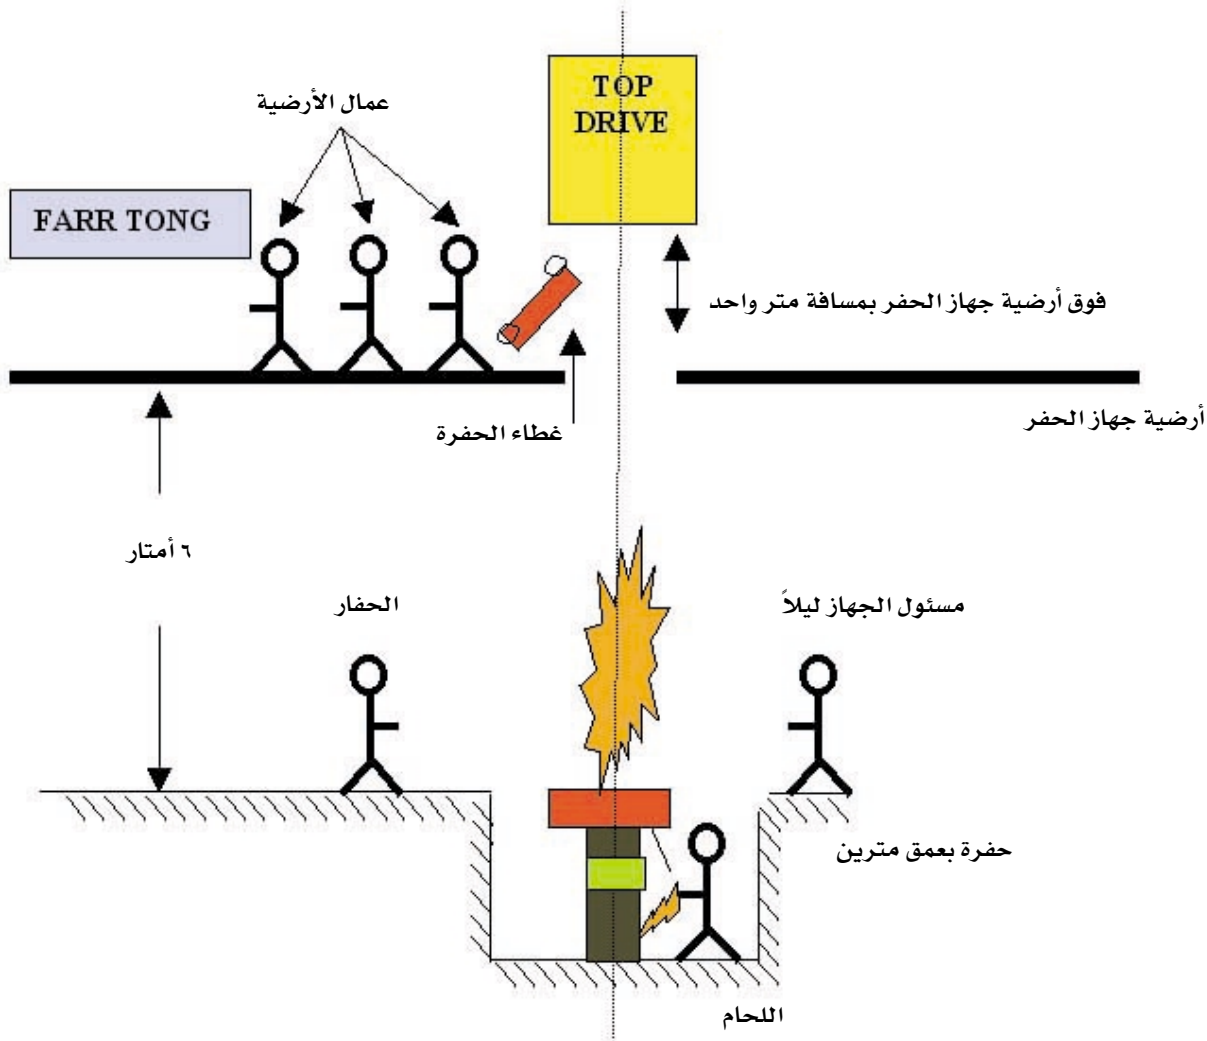 TOP
DRIVE
عمال الأرضية
FARR TONG
فوق أرضية جهاز الحفر بمسافة متر واحد
أرضية جهاز الحفر
غطاء الحفرة
٦ أمتار
الحفار
مسئول الجهاز ليلاً
حفرة بعمق مترين
اللحام